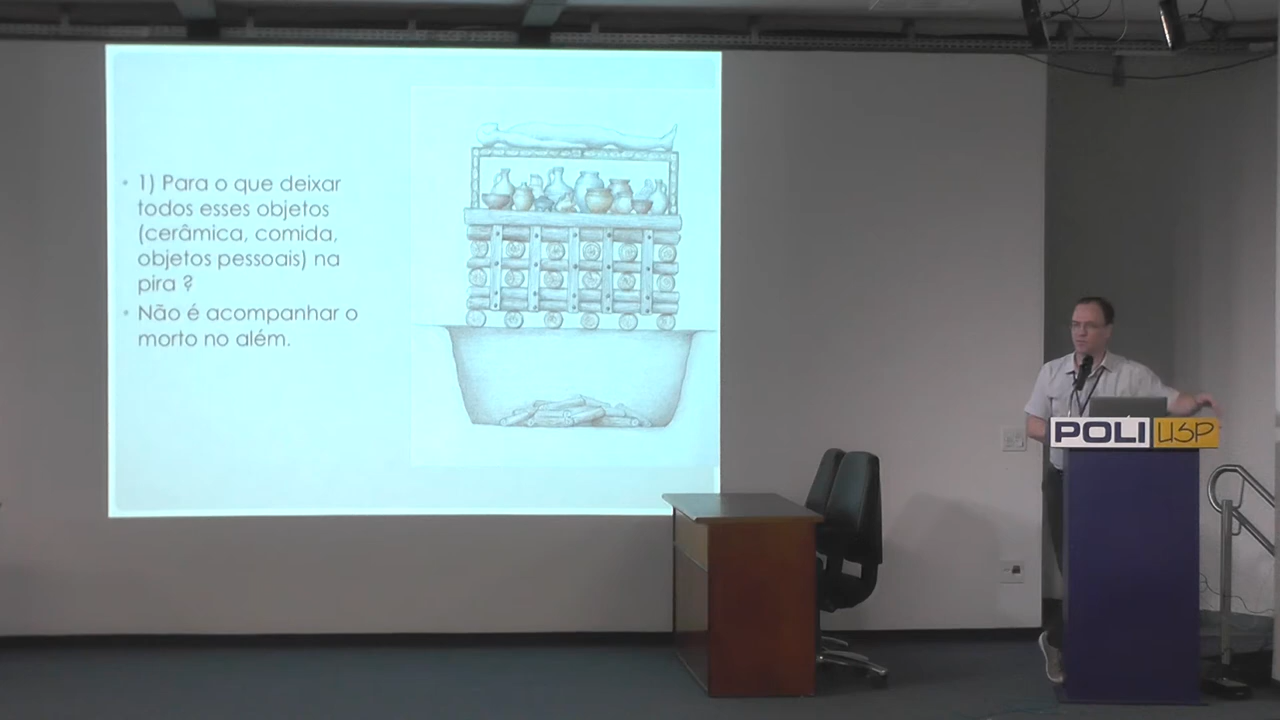 • 1) Para o que deixar
todos esses objetos
(cerâmica, comida,
objetos pessoais) na
pira ?
• Não é acompanhar o
morto no além.
POLI USP